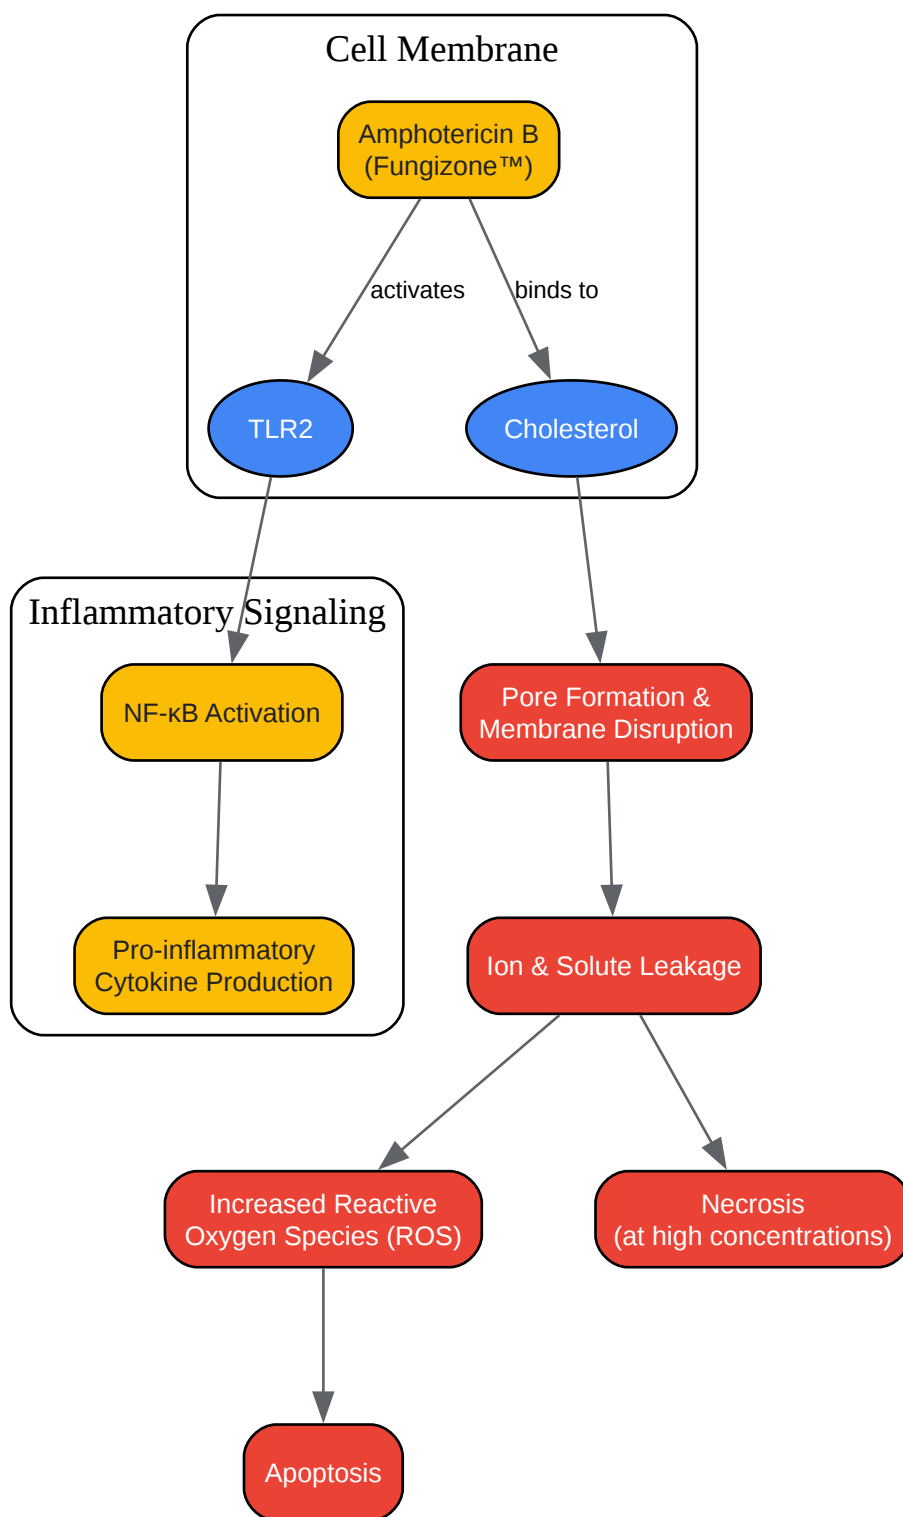 Cell Membrane
Amphotericin B
(Fungizone™)
activates
binds to
TLR2
Cholesterol
Inflammatory Signaling
NF-κB Activation
Pore Formation &
Membrane Disruption
Pro-inflammatory
Cytokine Production
Ion & Solute Leakage
Increased Reactive
Oxygen Species (ROS)
Necrosis
(at high concentrations)
Apoptosis